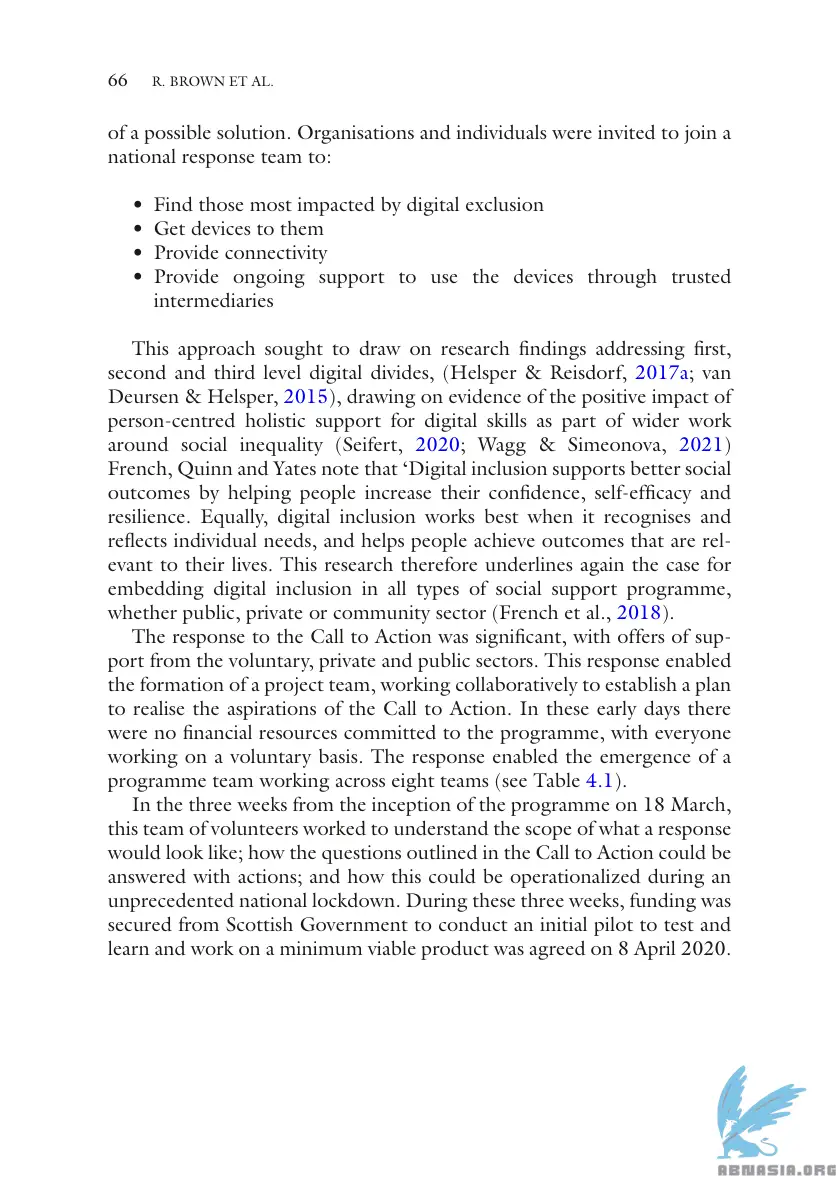 66 R. BROWN ET AL.
of a possible solution. Organisations and individuals were invited to join a
national response team to:
• Find those most impacted by digital exclusion
• Get devices to them
• Provide connectivity
• Provide ongoing support to use the devices through trusted
intermediaries
This approach sought to draw on research findings addressing first,
second and third level digital divides, (Helsper & Reisdorf, 2017a; van
Deursen & Helsper, 2015), drawing on evidence of the positive impact of
person-centred holistic support for digital skills as part of wider work
around social inequality (Seifert, 2020; Wagg & Simeonova, 2021)
French, Quinn and Yates note that ‘Digital inclusion supports better social
outcomes by helping people increase their confidence, self-efficacy and
resilience. Equally, digital inclusion works best when it recognises and
reflects individual needs, and helps people achieve outcomes that are rel-
evant to their lives. This research therefore underlines again the case for
embedding digital inclusion in all types of social support programme,
whether public, private or community sector (French et al., 2018).
The response to the Call to Action was significant, with offers of sup-
port from the voluntary, private and public sectors. This response enabled
the formation of a project team, working collaboratively to establish a plan
to realise the aspirations of the Call to Action. In these early days there
were no financial resources committed to the programme, with everyone
working on a voluntary basis. The response enabled the emergence of a
programme team working across eight teams (see Table 4.1).
In the three weeks from the inception of the programme on 18 March,
this team of volunteers worked to understand the scope of what a response
would look like; how the questions outlined in the Call to Action could be
answered with actions; and how this could be operationalized during an
unprecedented national lockdown. During these three weeks, funding was
secured from Scottish Government to conduct an initial pilot to test and
learn and work on a minimum viable product was agreed on 8 April 2020.
ABNASIA.ORG